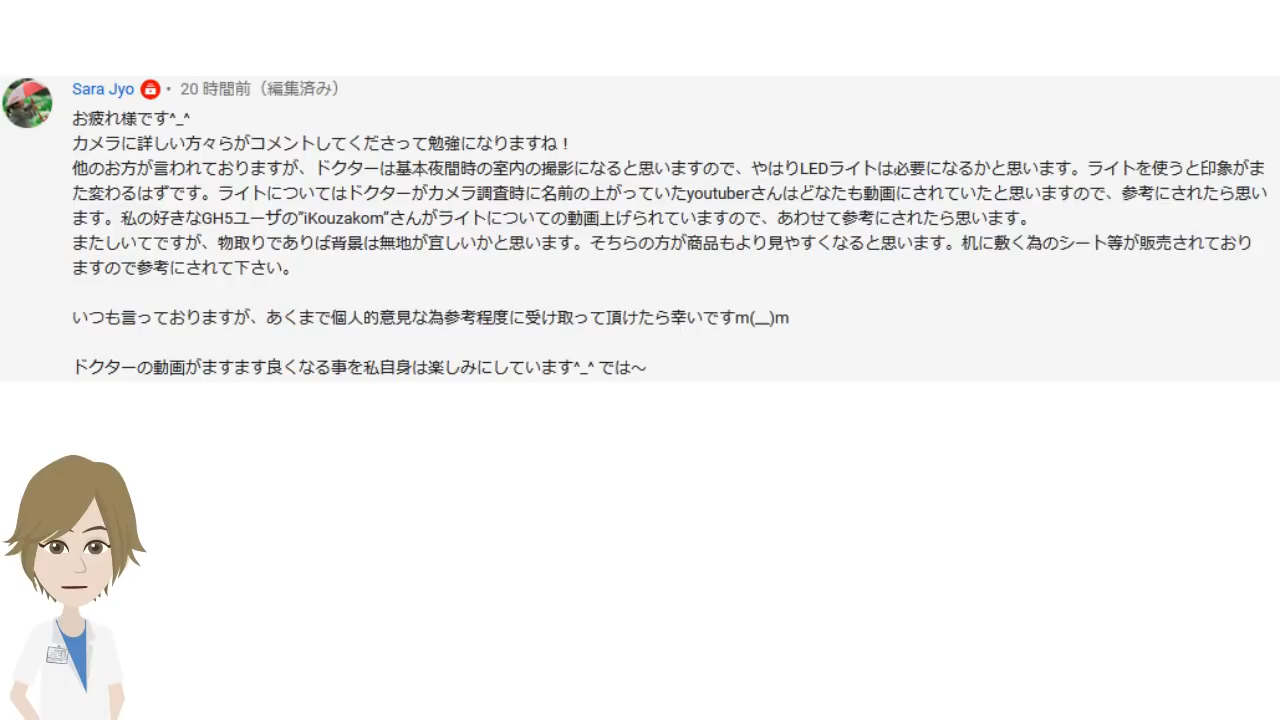 Sara Jyo • 20 時間前（編集済み）
お疲れ様です^_^
カメラに詳しい方々らがコメントしてくださって勉強になりますね！
他のお方が言われておりますが、ドクターは基本夜間時の室内の撮影になると思いますので、やはりLEDライトは必要になるかと思います。ライトを使うと印象がま
た変わるはずです。ライトについてはドクターがカメラ調査時に名前の上がっていたyoutuberさんはどなたも動画にされていたと思いますので、参考にされたら思い
ます。私の好きなGH5ユーザの”iKouzakom”さんがライトについての動画上げられていますので、あわせて参考にされたら思います。
またしいてですが、物取りでありば背景は無地が宜しいかと思います。そちらの方が商品もより見やすくなると思います。机に敷く為のシート等が販売されており
ますので参考にされて下さい。
いつも言っておりますが、あくまで個人的意見な為参考程度に受け取って頂けたら幸いですm(__)m
ドクターの動画がますます良くなる事を私自身は楽しみにしています^_^ では〜